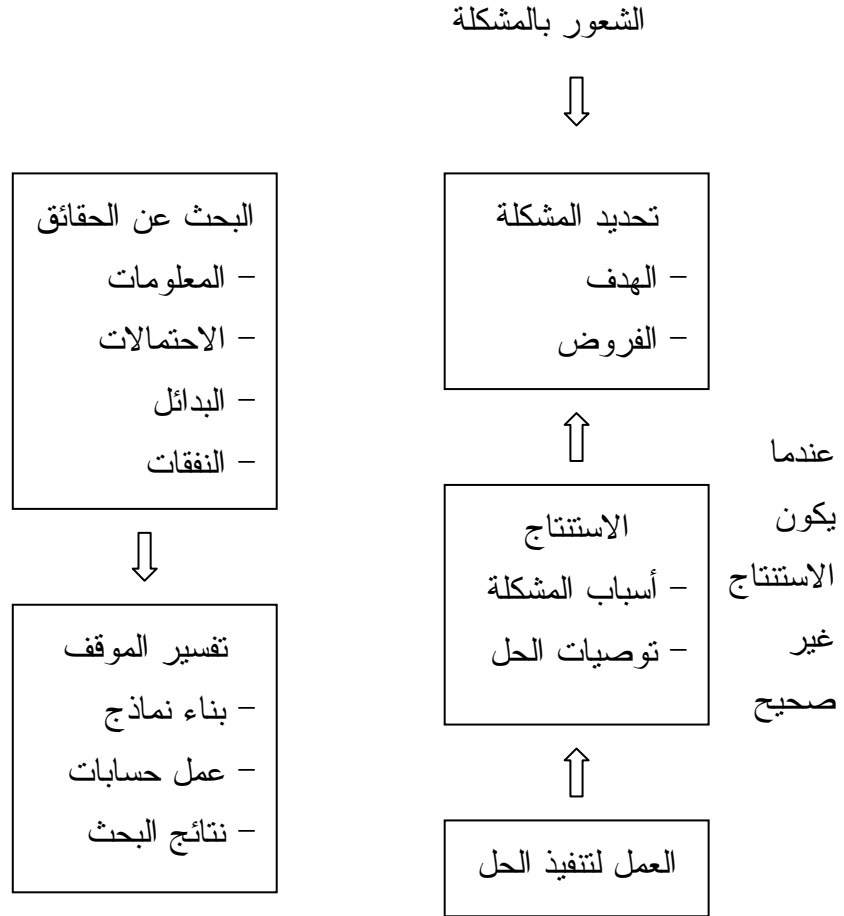 الشعور بالمشكلة
تحديد المشكلة
- الهدف
- الفروض
البحث عن الحقائق
- المعلومات
- الاحتمالات
- البدائل
- النفقات
عندما
يكون
الاستنتاج
غير
صحيح
الاستنتاج
- أسباب المشكلة
- توصيات الحل
تفسير الموقف
- بناء نماذج
- عمل حسابات
- نتائج البحث
العمل لتنفيذ الحل